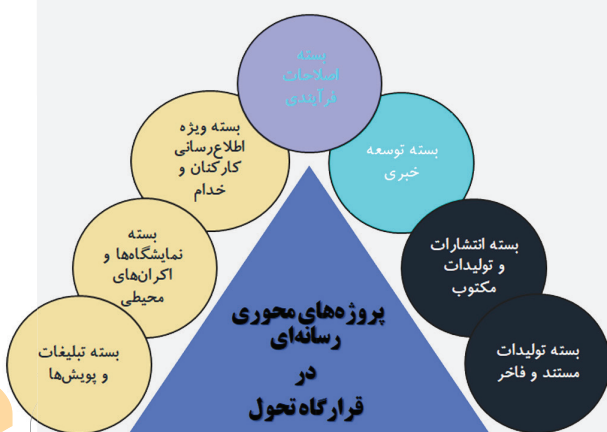 بسته
اصلاحات
فرآیندی
بسته توسعه
خبری
بسته ویژه
اطلاع‌رسانی
کارکنان و
خدام
بسته انتشارات
و تولیدات
مکتوب
بسته
نمایشگاه‌ها و
اکران‌های
محیطی
بسته تولیدات
مستند و فاخر
بسته تبلیغات
و پویش‌ها
پروژه‌های محوری
رسانه‌ای
در
قرارگاه تحول